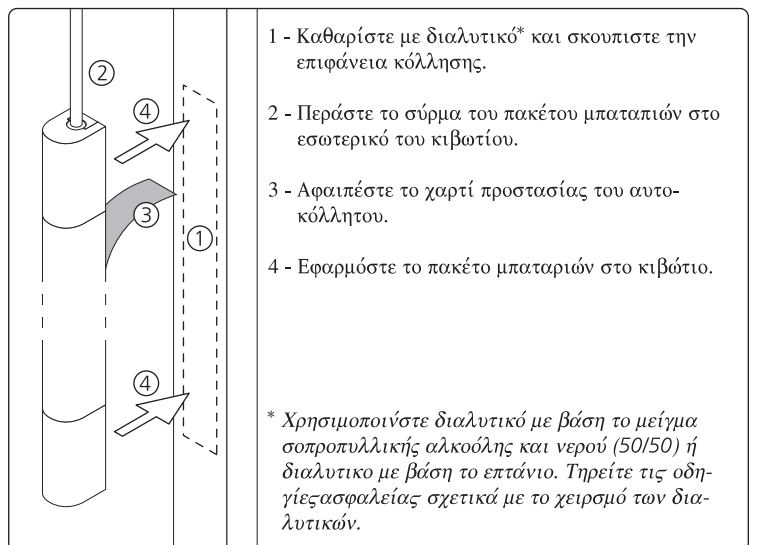 1 - Καθαρίστε με διαλυτικό* και σκουπιστε την
επιφάνεια κόλλησης.
2 - Περάστε το σύρμα του πακέτου μπαταπιών στο
εσωτερικό του κιβωτίου.
3 - Αφαιπέστε το χαρτί προστασίας του αυτο-
κόλλητου.
4 - Εφαρμόστε το πακέτο μπαταριών στο κιβώτιο.
* Χρησιμοποινστε διαλυτικό με βάση το μείγμα
σοπροπυλλικής αλκοόλης και νερού (50/50) ή
διαλυτικο με βάση το επτάνιο. Τηρείτε τις οδη-
γίεςασφαλείας σχετικά με το χειρσμό των δια-
λυτικών.
2
4
3
1
4